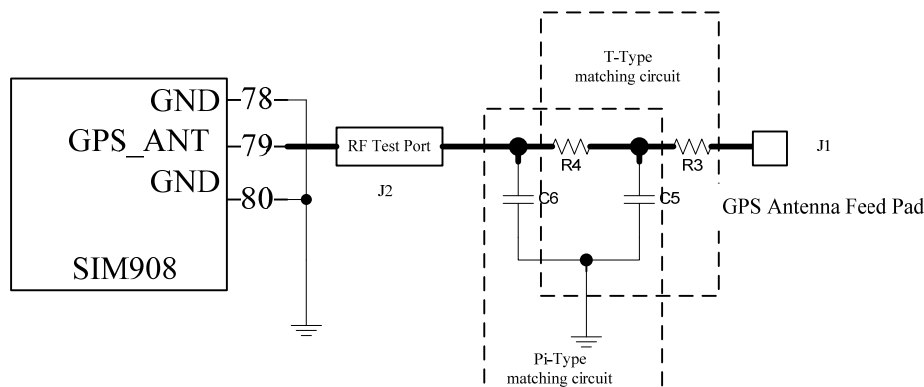 T-Type
matching circuit
GND
78
GPS_ANT
79
RF Test Port
R4
R3
J1
GND
J2
80
C6
C5
GPS Antenna Feed Pad
SIM908
Pi-Type
matching circuit